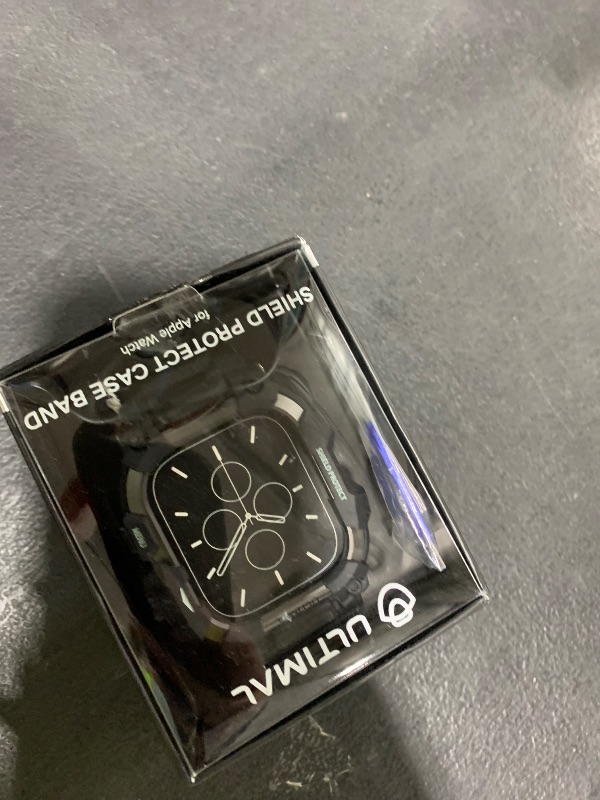 ULTIMAL
SHIELD PROTECT
for Apple Watch
SHIELD PROTECT CASE BAND